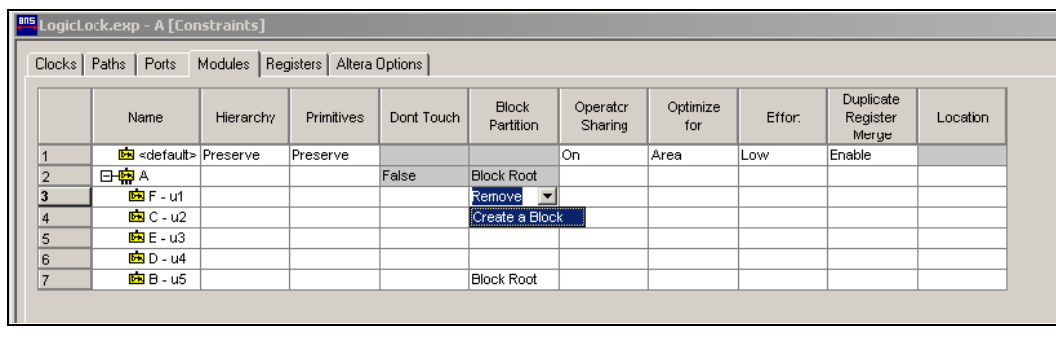 BNS LogicLock.exp - A [Constraints]
Clocks Paths Ports Modules Registers Altera Options
Name Hierarchy Primitives Dont Touch Block Partition Operator Sharing Optimize for Effor: Duplicate Register Merge Location
1 <default> Preserve Preserve On Area Low Enable
2 A False Block Root
3 F - u1 Remove
4 C - u2 Create a Block
5 E - u3
6 D - u4
7 B - u5 Block Root